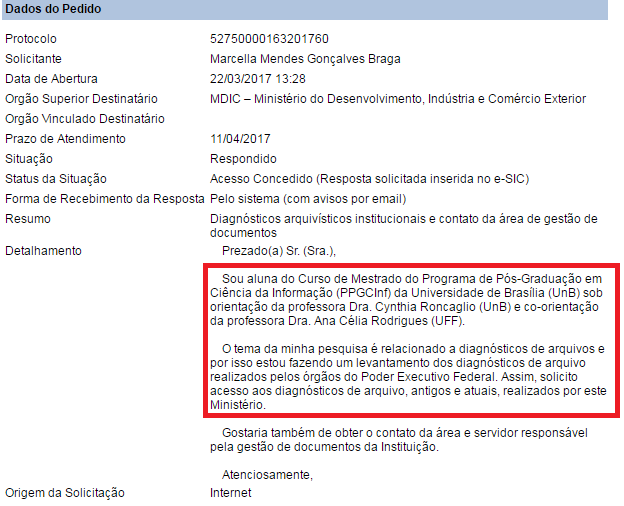 Dados do Pedido
Protocolo 52750000163201760
Solicitante Marcella Mendes Gonçalves Braga
Data de Abertura 22/03/2017 13:28
Orgão Superior Destinatário MDIC – Ministério do Desenvolvimento, Indústria e Comércio Exterior
Orgão Vinculado Destinatário
Prazo de Atendimento 11/04/2017
Situação Respondido
Status da Situação Acesso Concedido (Resposta solicitada inserida no e-SIC)
Forma de Recebimento da Resposta Pelo sistema (com avisos por email)
Resumo Diagnósticos arquivísticos institucionais e contato da área de gestão de
documentos
Detalhamento Prezado(a) Sr. (Sra.),
Sou aluna do Curso de Mestrado do Programa de Pós-Graduação em
Ciência da Informação (PPGCInf) da Universidade de Brasília (UnB) sob
orientação da professora Dra. Cynthia Roncaglio (UnB) e co-orientação
da professora Dra. Ana Célia Rodrigues (UFF).
O tema da minha pesquisa é relacionado a diagnósticos de arquivos e
por isso estou fazendo um levantamento dos diagnósticos de arquivo
realizados pelos órgãos do Poder Executivo Federal. Assim, solicito
acesso aos diagnósticos de arquivo, antigos e atuais, realizados por este
Ministério.
Gostaria também de obter o contato da área e servidor responsável
pela gestão de documentos da Instituição.
Atenciosamente,
Origem da Solicitação Internet